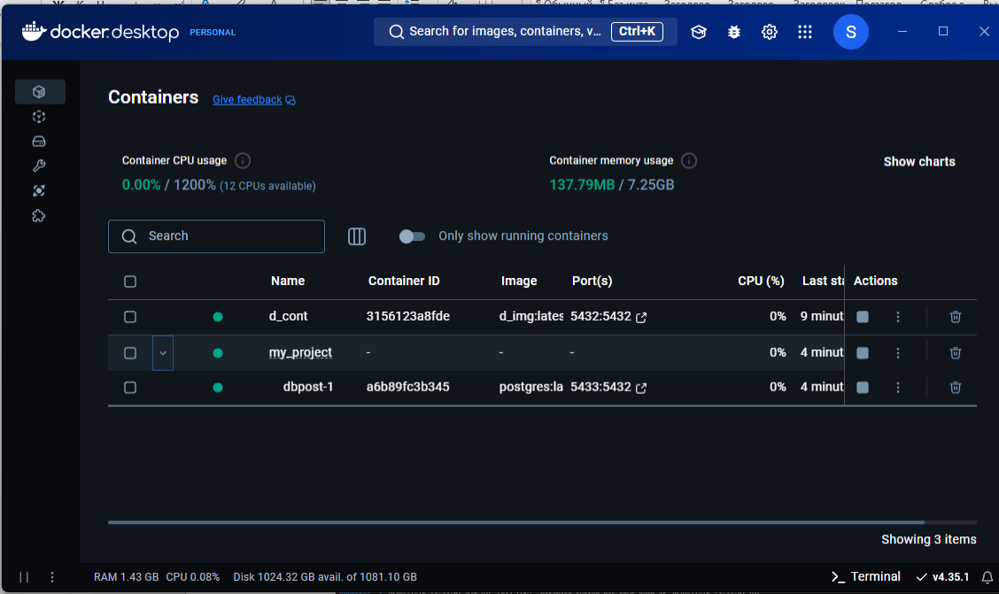 docker.desktop PERSONAL Search for images, containers, v... Ctrl+K S
Containers Give feedback
Container CPU usage Container memory usage Show charts
0.00% / 1200% (12 CPUs available) 137.79MB / 7.25GB
Search Only show running containers
Name Container ID Image Port(s) CPU (%) Last sta Actions
d_cont 3156123a8fde d_img:lates 5432:5432 0% 9 minut
my_project - - - 0% 4 minut
dbpost-1 a6b89fc3b345 postgres:la 5433:5432 0% 4 minut
Showing 3 items
RAM 1.43 GB CPU 0.08% Disk 1024.32 GB avail. of 1081.10 GB Terminal v4.35.1